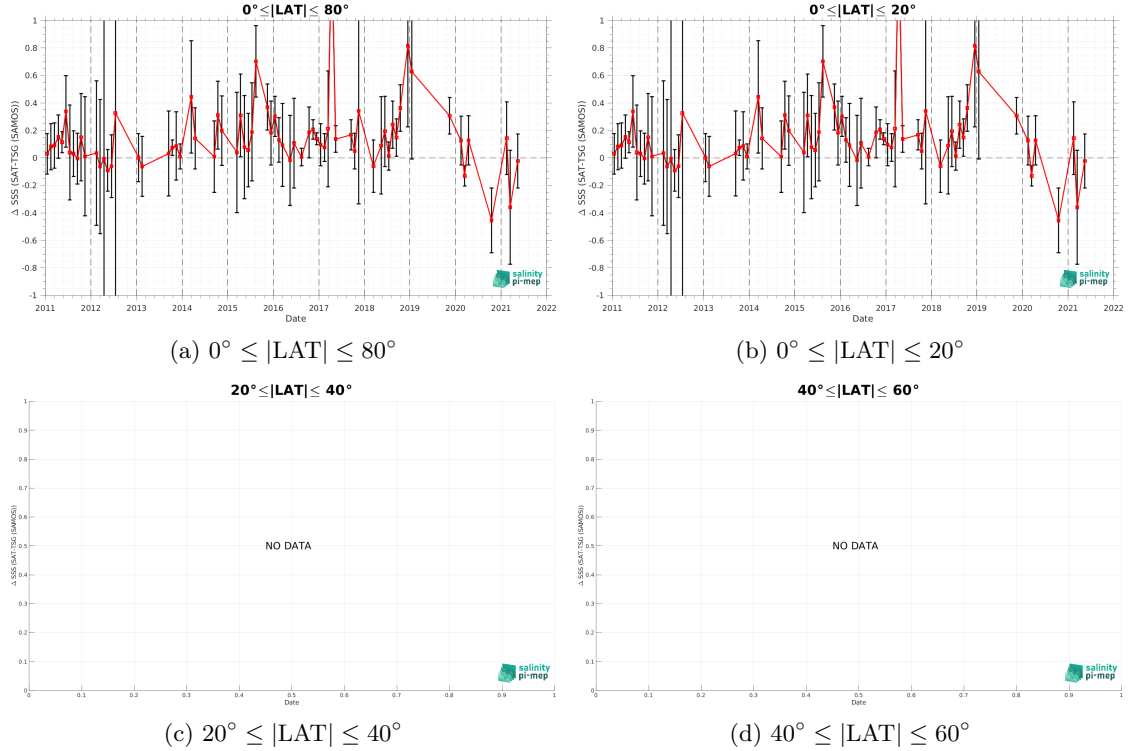 0°≤|LAT|≤ 80°
Δ SSS (SAT-TSG (SAMOS))
1
0.8
0.6
0.4
0.2
0
-0.2
-0.4
-0.6
-0.8
-1
2011 2012 2013 2014 2015 2016 2017 2018 2019 2020 2021 2022
Date
salinity
pi-mep
(a) 0° ≤ |LAT| ≤ 80°
0°≤|LAT|≤ 20°
Δ SSS (SAT-TSG (SAMOS))
1
0.8
0.6
0.4
0.2
0
-0.2
-0.4
-0.6
-0.8
-1
2011 2012 2013 2014 2015 2016 2017 2018 2019 2020 2021 2022
Date
salinity
pi-mep
(b) 0° ≤ |LAT| ≤ 20°
20°≤|LAT|≤ 40°
Δ SSS (SAT-TSG (SAMOS))
1
0.9
0.8
0.7
0.6
0.5
0.4
0.3
0.2
0.1
0
NO DATA
0 0.1 0.2 0.3 0.4 0.5 0.6 0.7 0.8 0.9 1
Date
salinity
pi-mep
(c) 20° ≤ |LAT| ≤ 40°
40°≤|LAT|≤ 60°
Δ SSS (SAT-TSG (SAMOS))
1
0.9
0.8
0.7
0.6
0.5
0.4
0.3
0.2
0.1
0
NO DATA
0 0.1 0.2 0.3 0.4 0.5 0.6 0.7 0.8 0.9 1
Date
salinity
pi-mep
(d) 40° ≤ |LAT| ≤ 60°